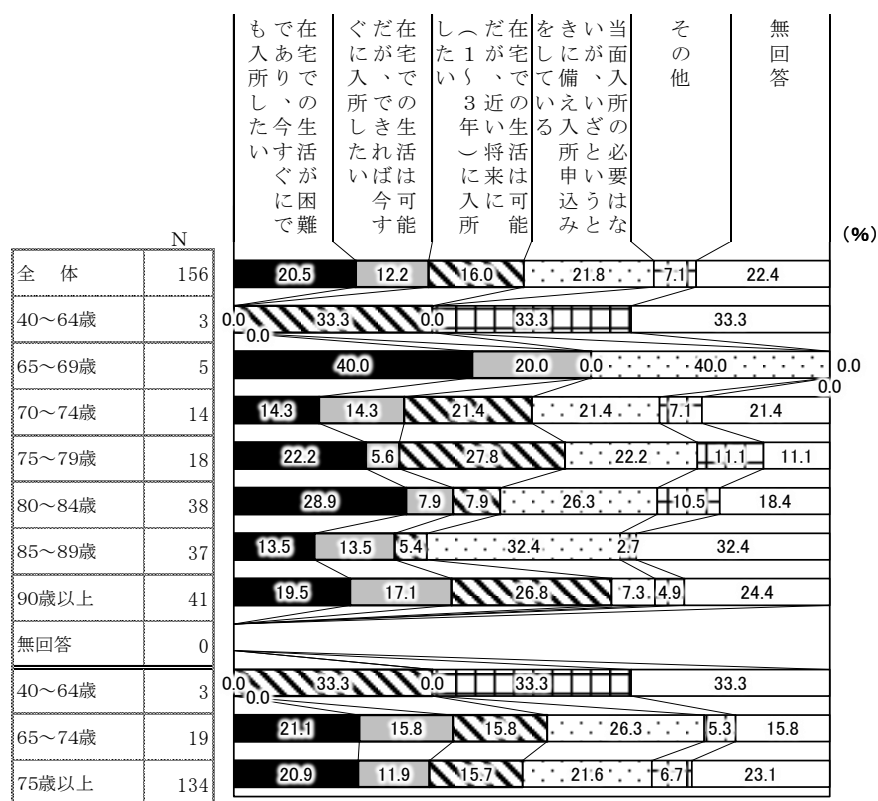 在宅での生活が困難
であり、今すぐにで
も入所したい
在宅での生活は可能
だが、できれば今す
ぐに入所したい
在宅での生活は可能
だが、近い将来に
（１～３年）に入所
したい
当面入所の必要はな
いが、いざというと
きに備え入所申込み
をしている
その他
無回答
N
(%)
全 体 156 20.5 12.2 16.0 21.8 7.1 22.4
40～64歳 3 0.0 0.0 33.3 0.0 33.3 33.3
65～69歳 5 40.0 20.0 0.0 40.0 0.0 0.0
70～74歳 14 14.3 14.3 21.4 21.4 7.1 21.4
75～79歳 18 22.2 5.6 27.8 22.2 11.1 11.1
80～84歳 38 28.9 7.9 7.9 26.3 10.5 18.4
85～89歳 37 13.5 13.5 5.4 32.4 2.7 32.4
90歳以上 41 19.5 17.1 26.8 7.3 4.9 24.4
無回答 0
40～64歳 3 0.0 0.0 33.3 0.0 33.3 33.3
65～74歳 19 21.1 15.8 15.8 26.3 5.3 15.8
75歳以上 134 20.9 11.9 15.7 21.6 6.7 23.1